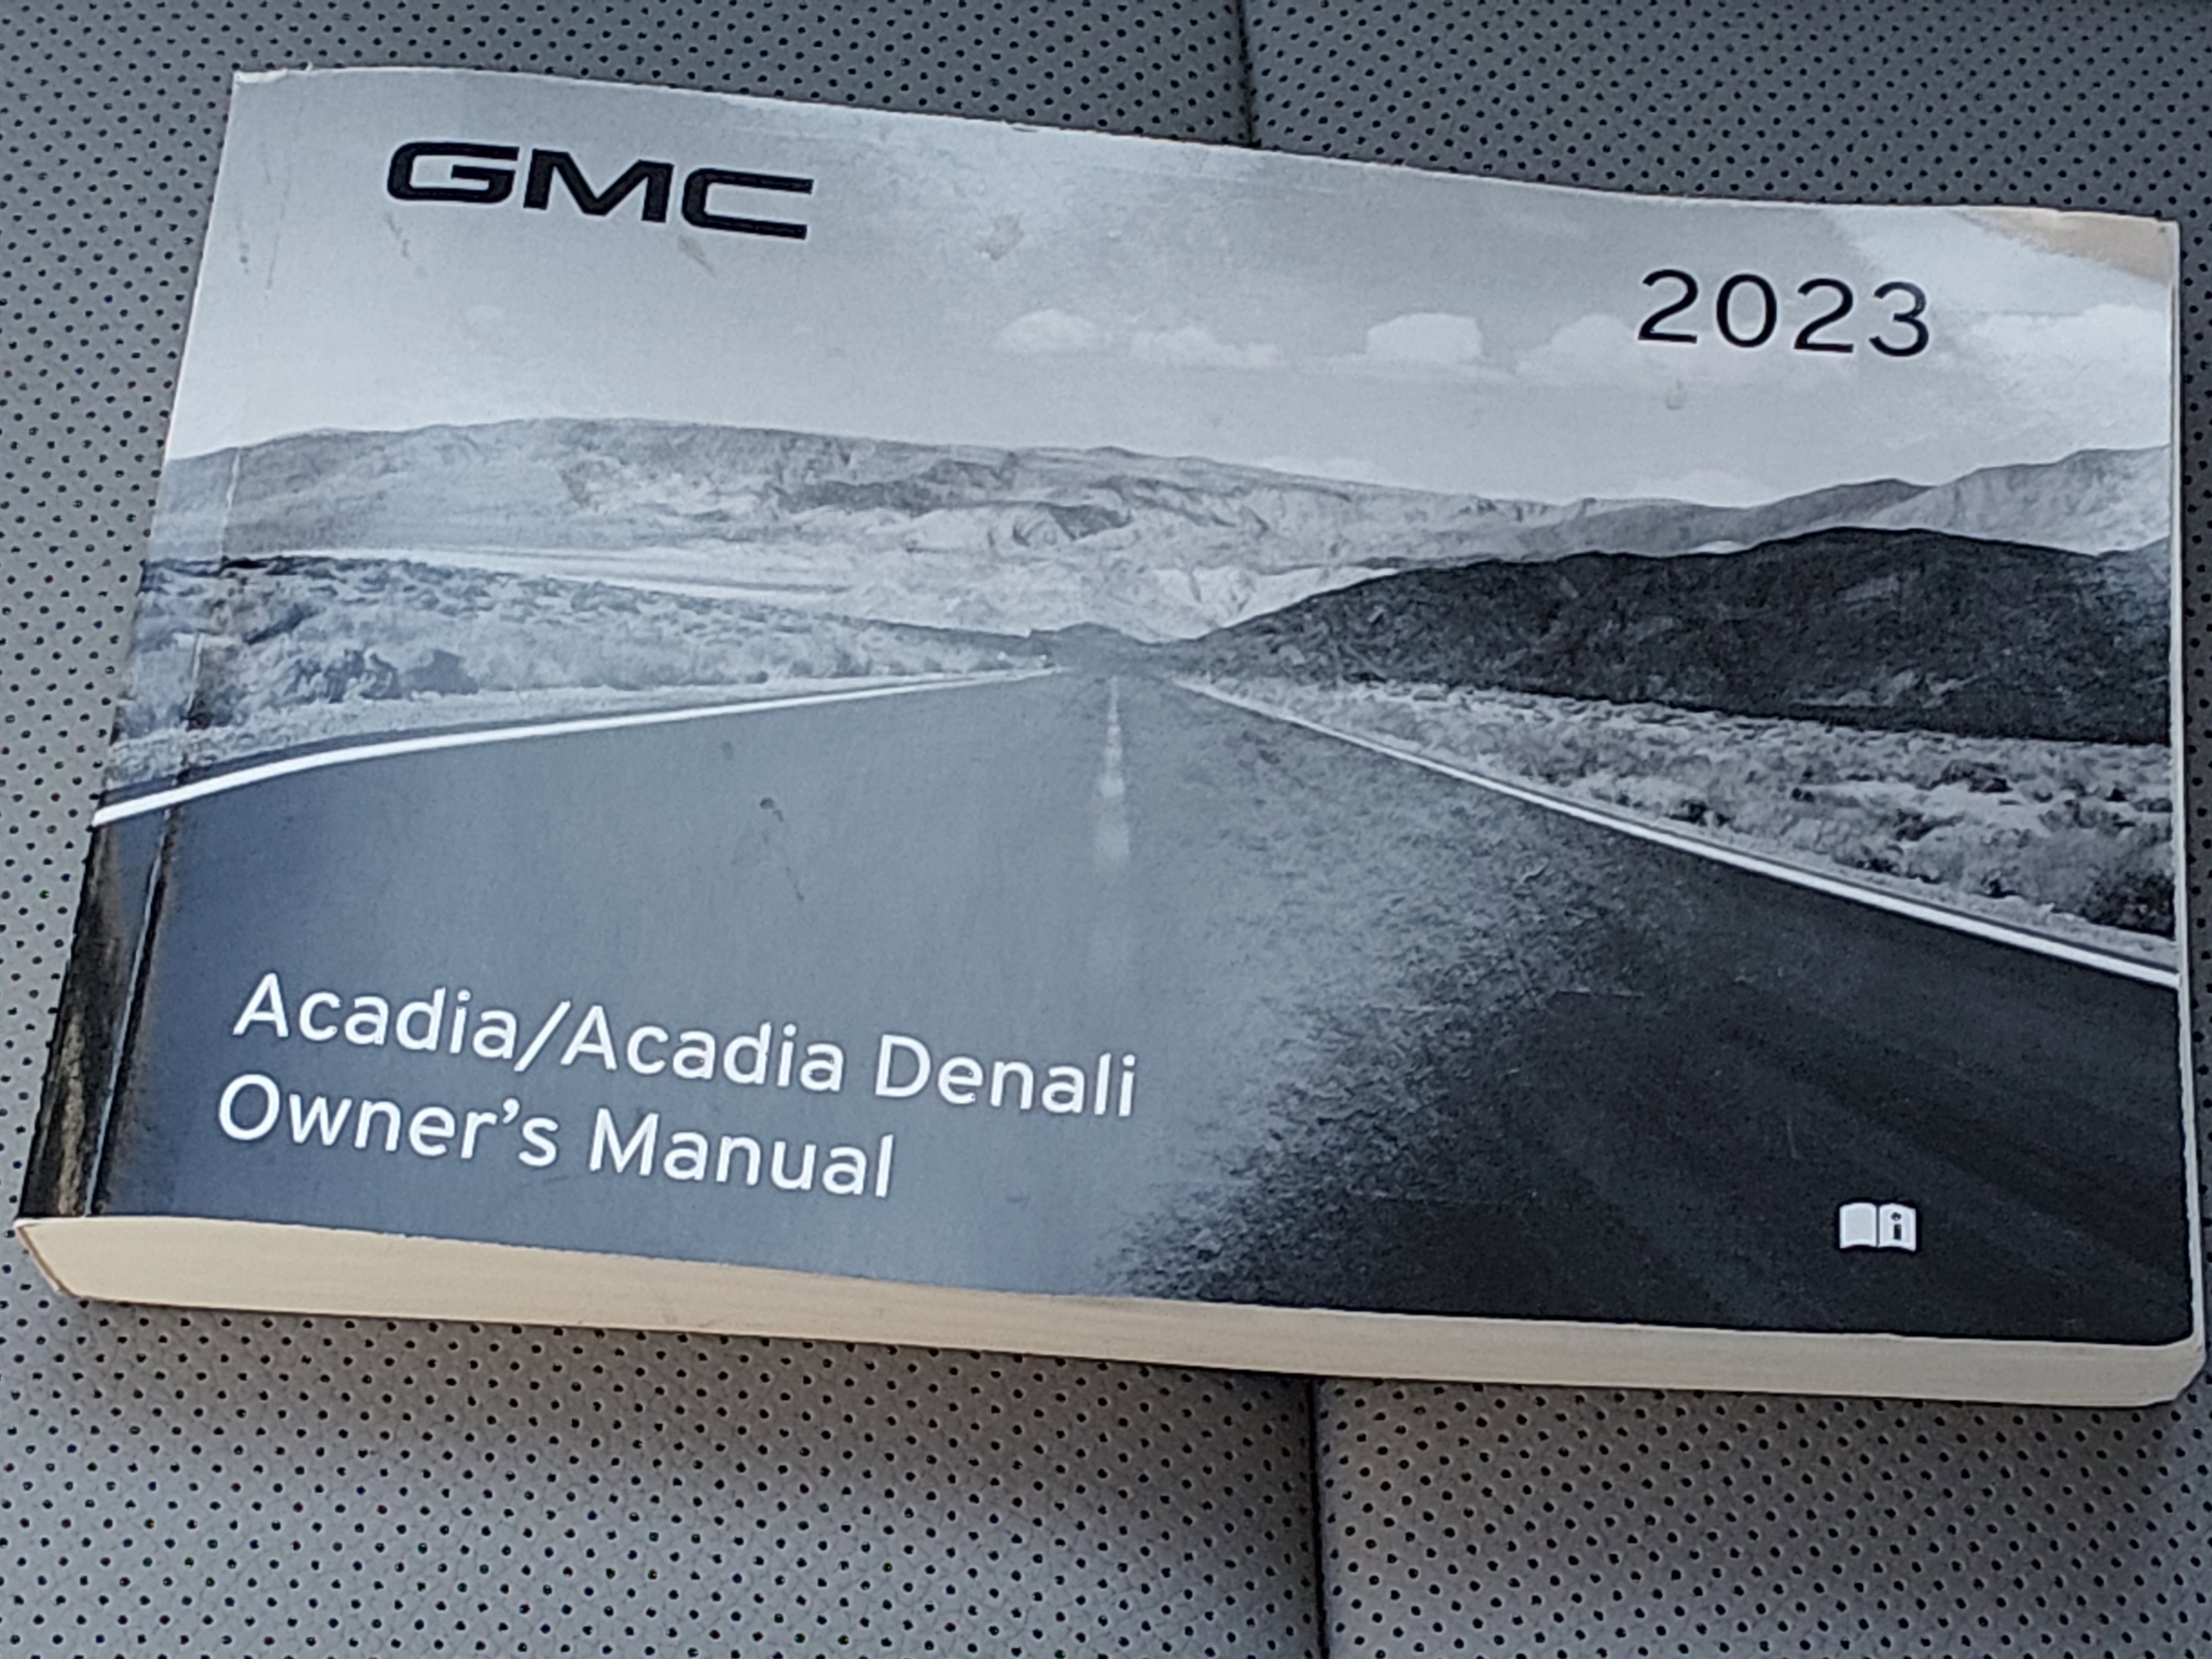 GMC
2023
Acadia/Acadia Denali
Owner's Manual
i